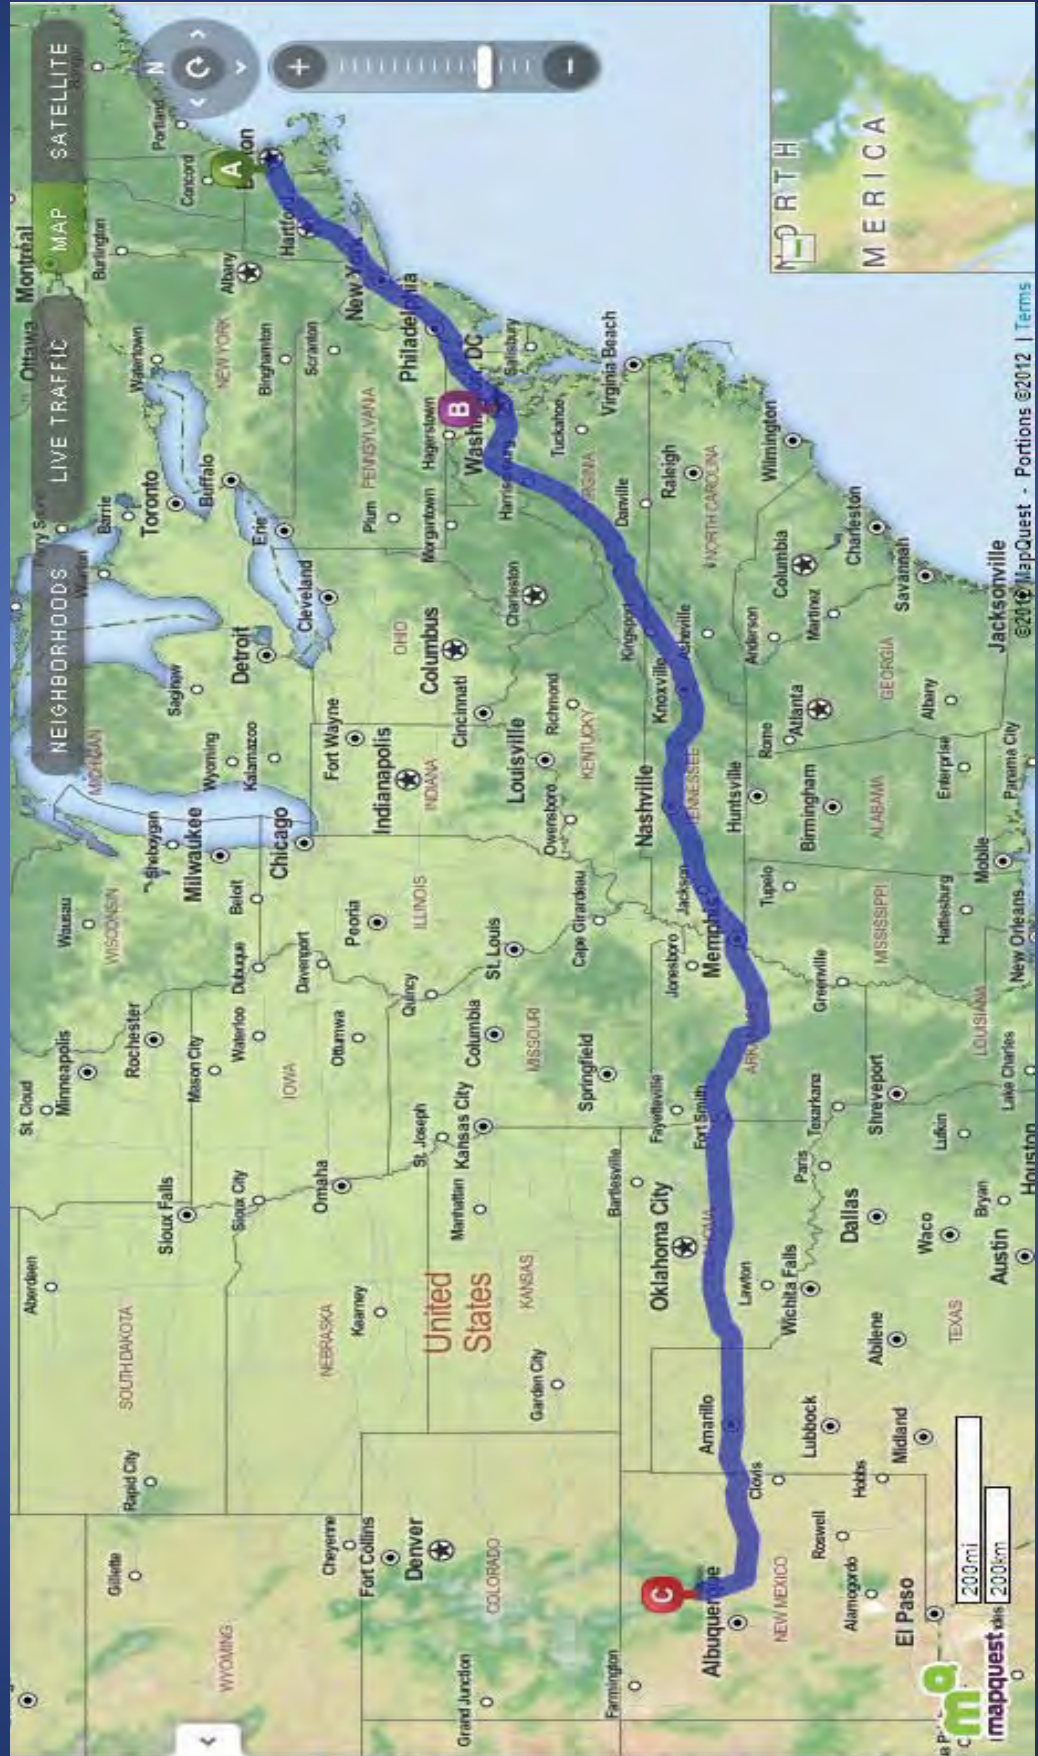 NEIGHBORHOODS
LIVE TRAFFIC
MAP
SATELLITE
Ottawa
Montréal
Barrie
Watertown
Burlington
Portland
Concord
N
A
St. Cloud
Minneapolis
Aberdeen
Wausau
WISCONSIN
MICHIGAN
Toronto
Gillette
Rapid City
SOUTH DAKOTA
Sioux Falls
Rochester
Mason City
Sheboygan
Milwaukee
Saginaw
Wyoming
Kalamazoo
Detroit
Buffalo
Erie
NEW YORK
Albany
Binghamton
Scranton
Hartford
New York
WYOMING
Sioux City
Waterloo
Dubuque
Beloit
Chicago
Cleveland
Fort Wayne
IOWA
Davenport
Omaha
Ottumwa
Cheyenne
Fort Collins
Denver
NEBRASKA
Kearney
Peoria
Indianapolis
OHIO
Plum
PENNSYLVANIA
Philadelphia
St. Joseph
Quincy
ILLINOIS
INDIANA
Columbus
Morgantown
Hagerstown
B
DC
Salisbury
United
States
Manhattan
Kansas City
Columbia
St. Louis
Cincinnati
Grand Junction
COLORADO
KANSAS
Garden City
MISSOURI
Louisville
Charleston
Tuckahoe
Virginia Beach
Owensboro
Richmond
KENTUCKY
Springfield
Cape Girardeau
Farmington
Bartlesville
Danville
Kingsport
Nashville
Knoxville
Raleigh
C
Oklahoma City
Fayetteville
Jonesboro
Jackson
TENNESSEE
Asheville
NORTH CAROLINA
Albuquerque
Amarillo
Fort Smith
Memphis
Huntsville
Lawton
Clovis
Tupelo
Rome
Anderson
Columbia
Wilmington
NEW MEXICO
Wichita Falls
Paris
Texarkana
Birmingham
Atlanta
Roswell
Lubbock
Greenville
Martinez
Charleston
Alamogordo
Hobbs
Dallas
Shreveport
MISSISSIPPI
ALABAMA
GEORGIA
Savannah
El Paso
Midland
Abilene
Waco
Lufkin
Hattiesburg
Enterprise
Albany
TEXAS
LOUISIANA
Mobile
Panama City
Jacksonville
Austin
Bryan
Houston
Lake Charles
New Orleans
200mi
200km
mapquest
NORTH
MERICA
MapQuest - Portions ©2012 | Terms